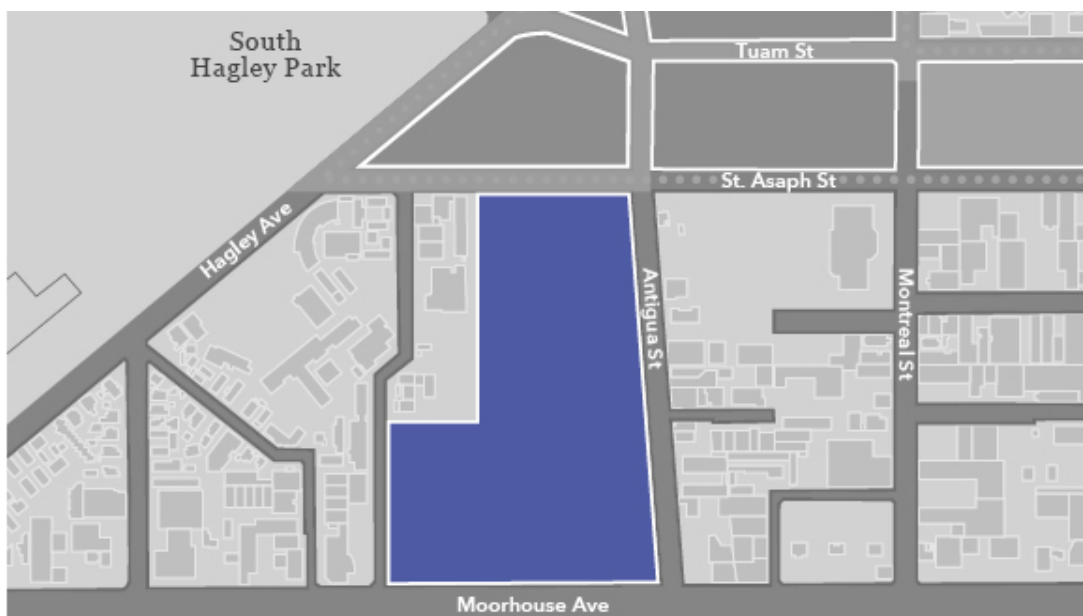 South
Hagley Park
Tuam St
St. Asaph St
Hagley Ave
Antigua St
Montreal St
Moorhouse Ave